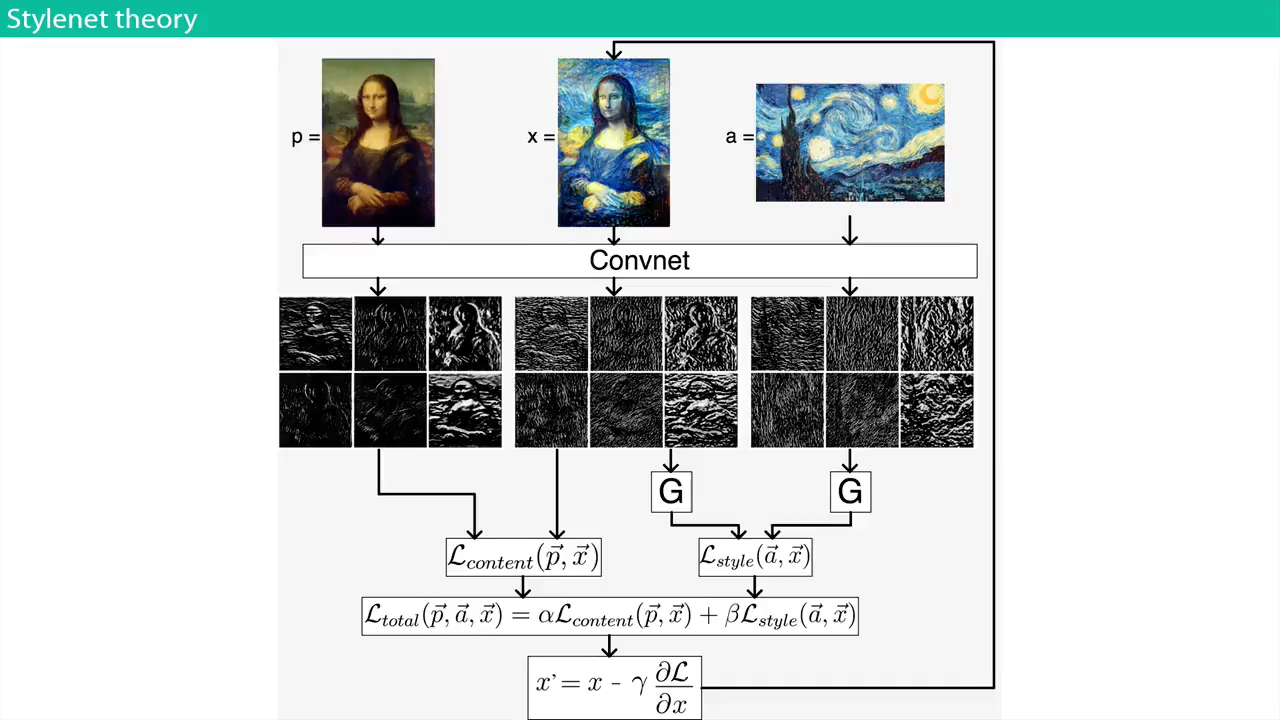 Stylenet theory
p =
x =
a =
Convnet
G
G
ℒ_content(p⃗, x⃗)
ℒ_style(a⃗, x⃗)
ℒ_total(p⃗, a⃗, x⃗) = αℒ_content(p⃗, x⃗) + βℒ_style(a⃗, x⃗)
x' = x - γ ∂ℒ/∂x